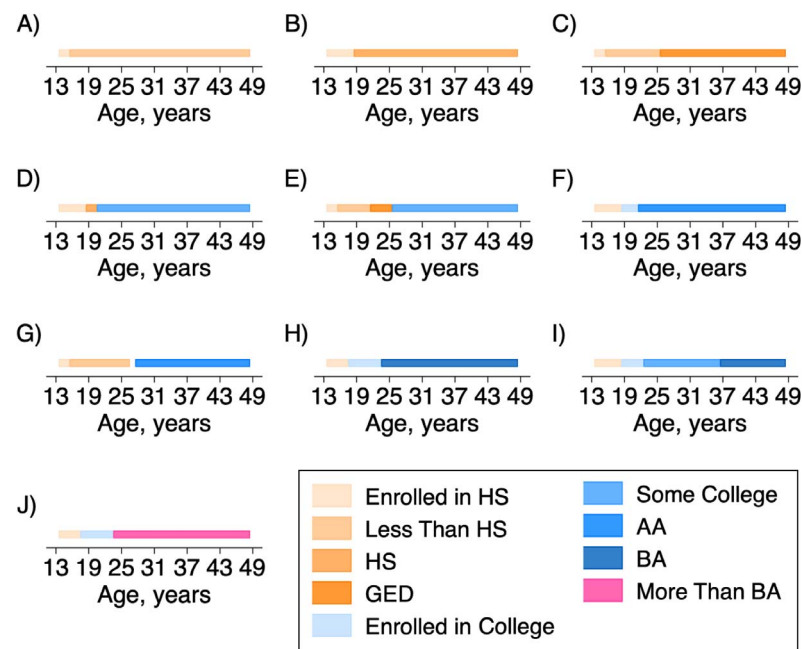 A)
B)
C)
13 19 25 31 37 43 49
13 19 25 31 37 43 49
13 19 25 31 37 43 49
Age, years
Age, years
Age, years
D)
E)
F)
13 19 25 31 37 43 49
13 19 25 31 37 43 49
13 19 25 31 37 43 49
Age, years
Age, years
Age, years
G)
H)
I)
13 19 25 31 37 43 49
13 19 25 31 37 43 49
13 19 25 31 37 43 49
Age, years
Age, years
Age, years
J)
13 19 25 31 37 43 49
Age, years
Enrolled in HS
Less Than HS
HS
GED
Enrolled in College
Some College
AA
BA
More Than BA